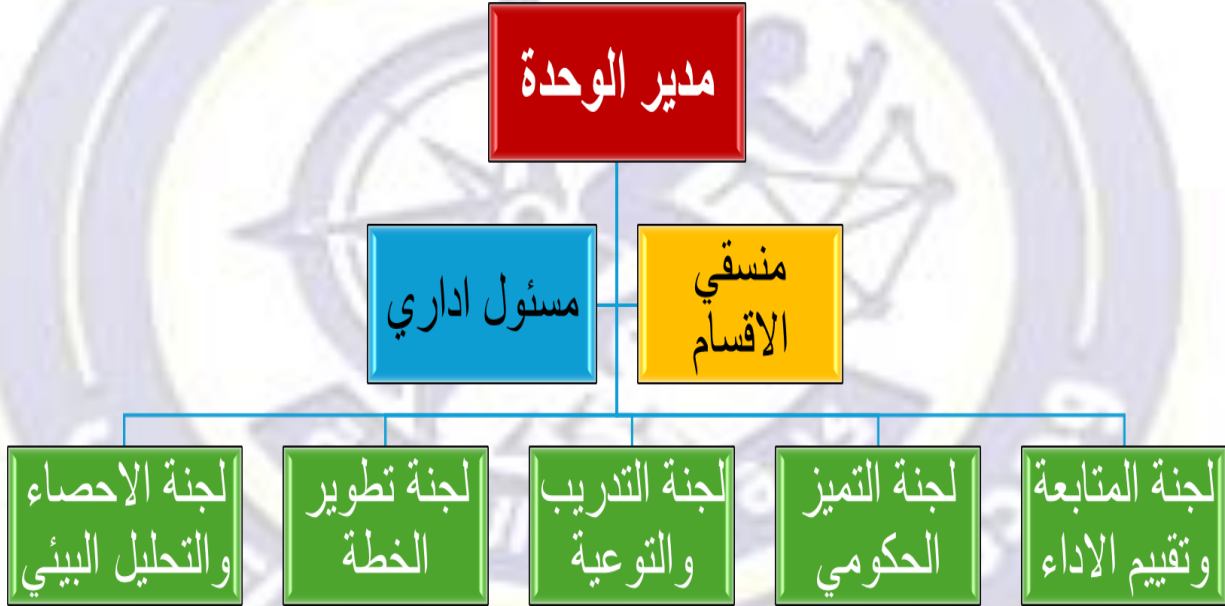 مدير الوحدة
منسقي
الاقسام
مسئول اداري
لجنة المتابعة
وتقييم الاداء
لجنة التميز
الحكومي
لجنة التدريب
والتوعية
لجنة تطوير
الخطة
لجنة الاحصاء
والتحليل البيئي